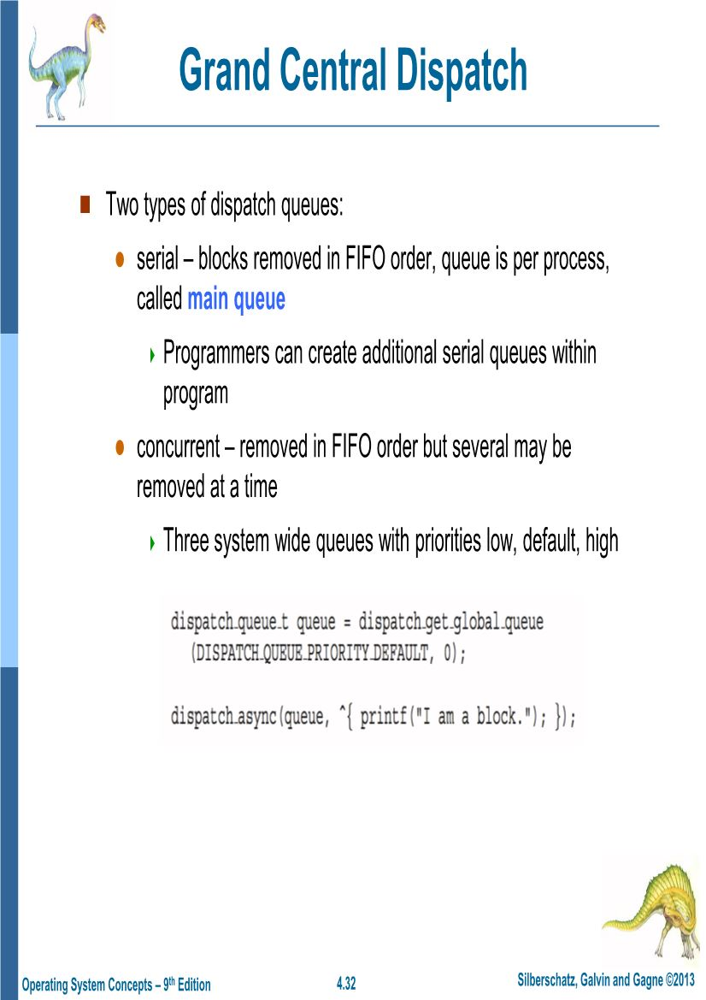 Grand Central Dispatch
Two types of dispatch queues:
serial – blocks removed in FIFO order, queue is per process,
called main queue
Programmers can create additional serial queues within
program
concurrent – removed in FIFO order but several may be
removed at a time
Three system wide queues with priorities low, default, high
dispatch_queue_t queue = dispatch_get_global_queue
(DISPATCH_QUEUE_PRIORITY_DEFAULT, 0);
dispatch_async(queue, ^{ printf("I am a block."); });
Operating System Concepts – 9th Edition
4.32
Silberschatz, Galvin and Gagne ©2013